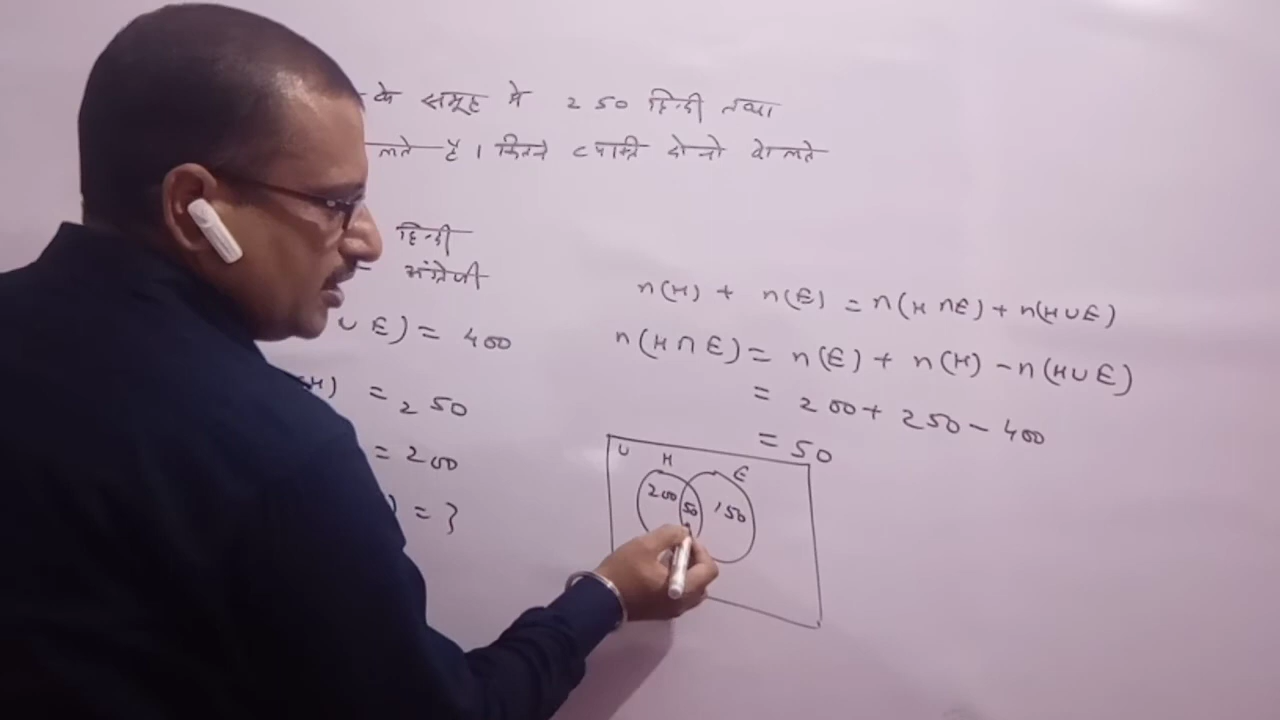 के समूह मे 250 हिन्दी तथा
लते है। कितने व्यक्ति दोनो बोलते
हिन्दी
अंग्रेजी
∪ E) = 400
H) = 250
= 200
) = ?
n(H) + n(E) = n(H∩E) + n(H∪E)
n(H∩E) = n(E) + n(H) - n(H∪E)
= 200 + 250 - 400
= 50
U H E
200 50 150